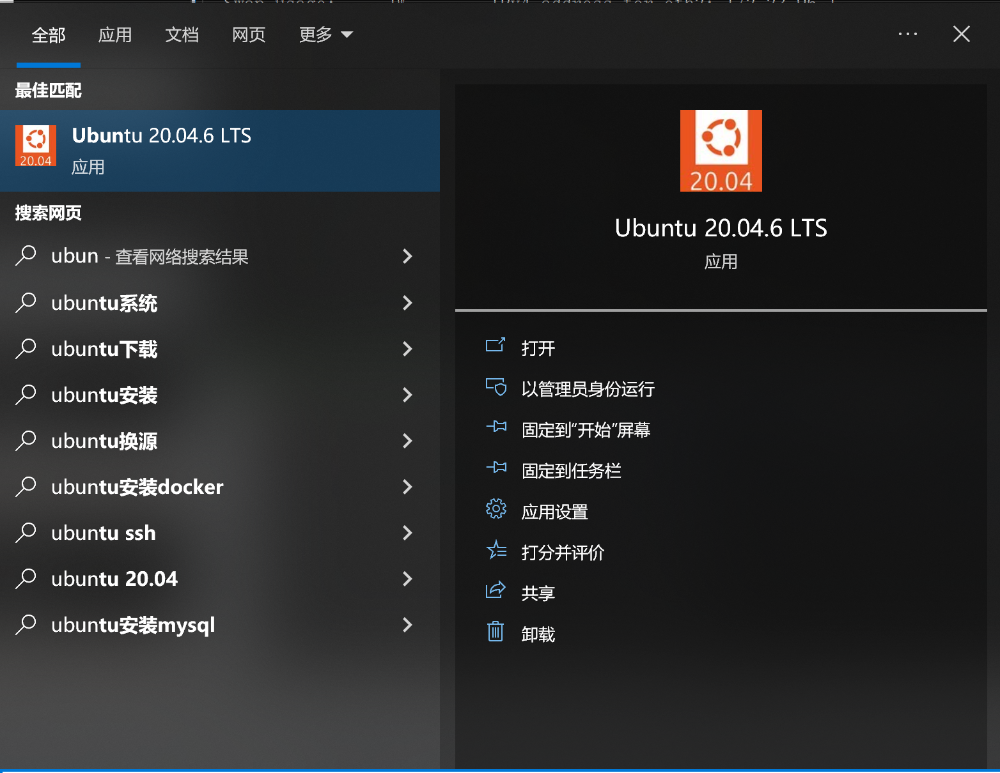 全部 应用 文档 网页 更多
最佳匹配
Ubuntu 20.04.6 LTS
应用
20.04
搜索网页
ubun - 查看网络搜索结果
ubuntu系统
ubuntu下载
ubuntu安装
ubuntu换源
ubuntu安装docker
ubuntu ssh
ubuntu 20.04
ubuntu安装mysql
20.04
Ubuntu 20.04.6 LTS
应用
打开
以管理员身份运行
固定到“开始”屏幕
固定到任务栏
应用设置
打分并评价
共享
卸载